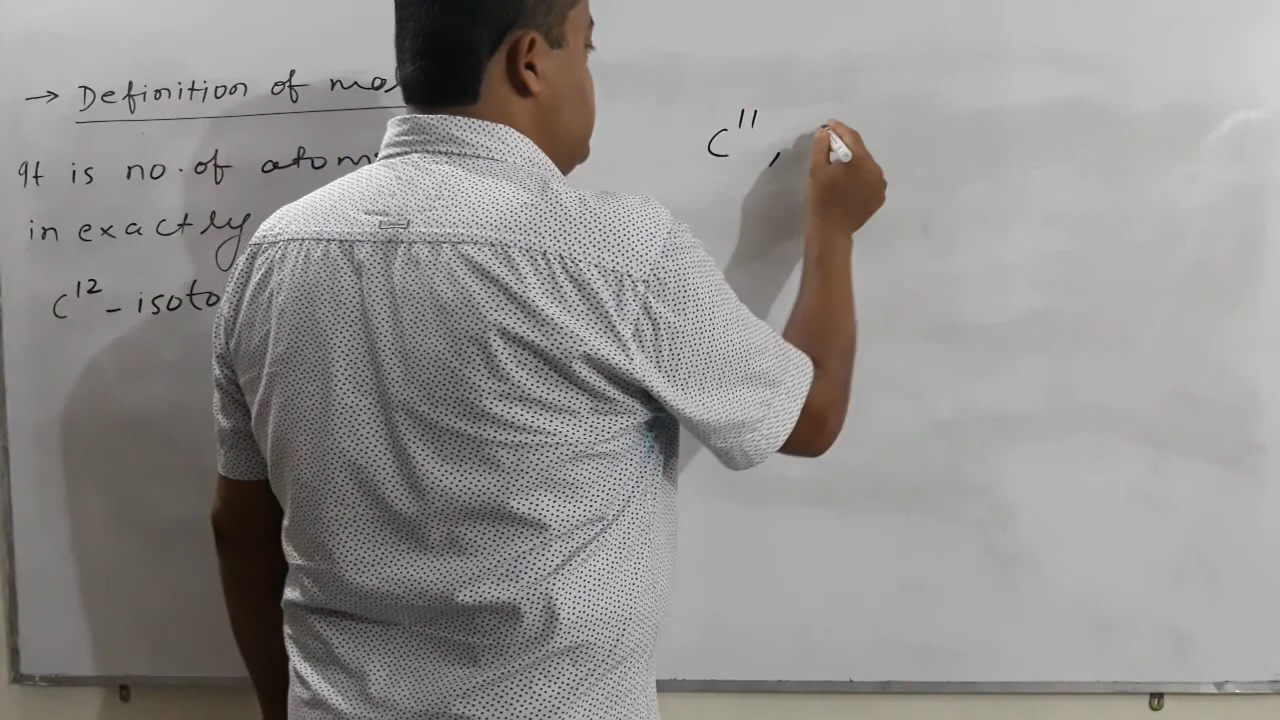 → Definition of mo
It is no. of atom
in exactly
C¹² - isoto
C¹¹ ,